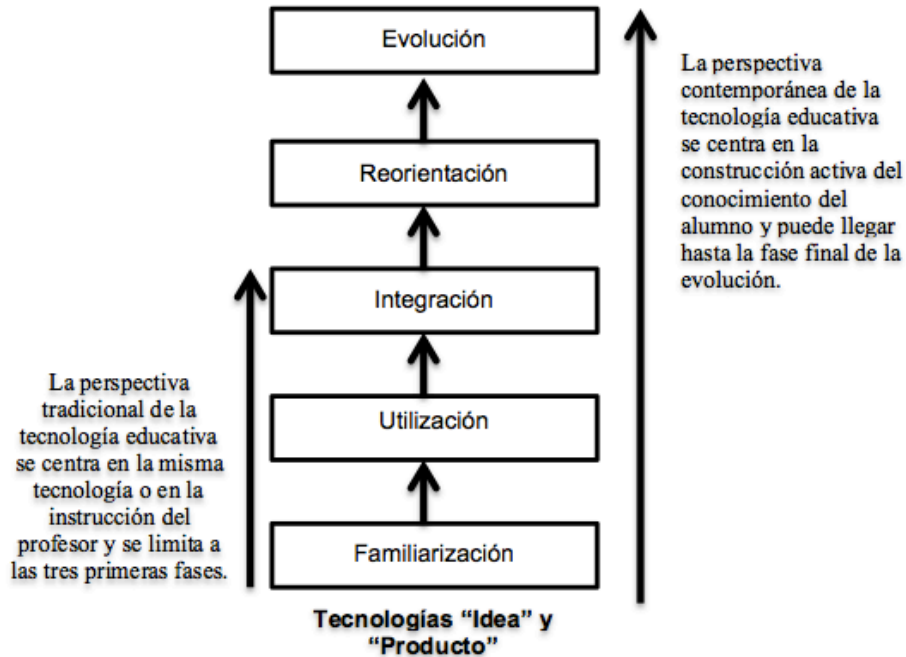 Evolución
Reorientación
Integración
Utilización
Familiarización
Tecnologías “Idea” y
“Producto”
La perspectiva
tradicional de la
tecnología educativa
se centra en la misma
tecnología o en la
instrucción del
profesor y se limita a
las tres primeras fases.
La perspectiva
contemporánea de la
tecnología educativa
se centra en la
construcción activa del
conocimiento del
alumno y puede llegar
hasta la fase final de la
evolución.